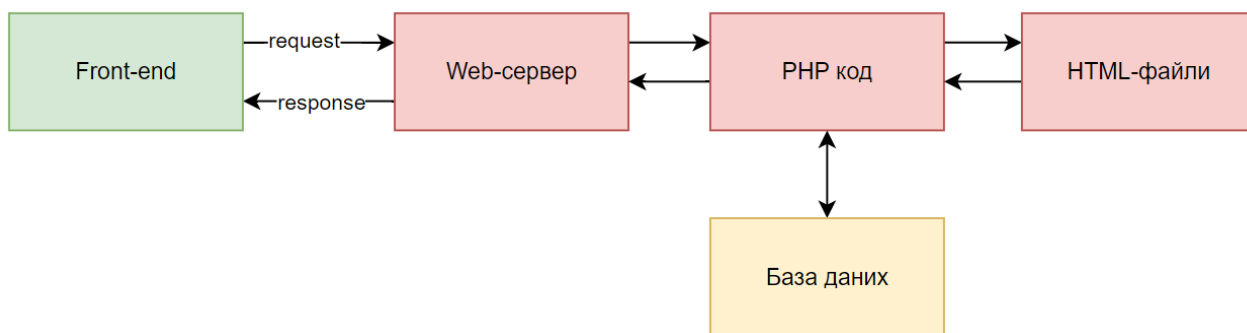 Front-end
request
response
Web-сервер
PHP код
HTML-файли
База даних